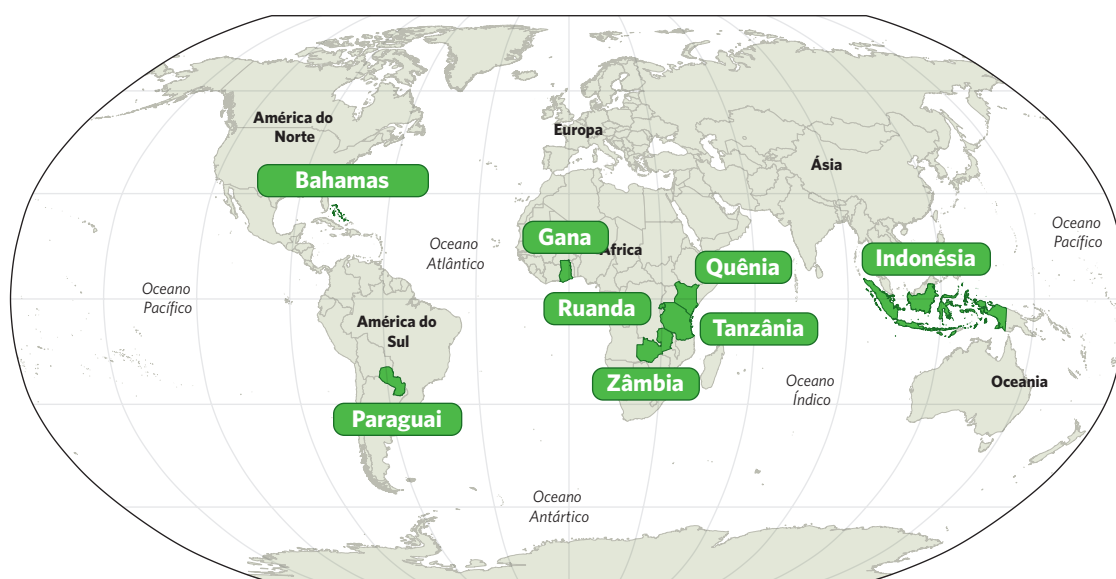 América do
Norte
Europa
Ásia
Bahamas
Oceano
Pacífico
Oceano
Atlântico
Gana
África
Quênia
Indonésia
Oceano
Pacífico
Ruanda
América do
Sul
Tanzânia
Zâmbia
Oceano
Índico
Oceania
Paraguai
Oceano
Antártico